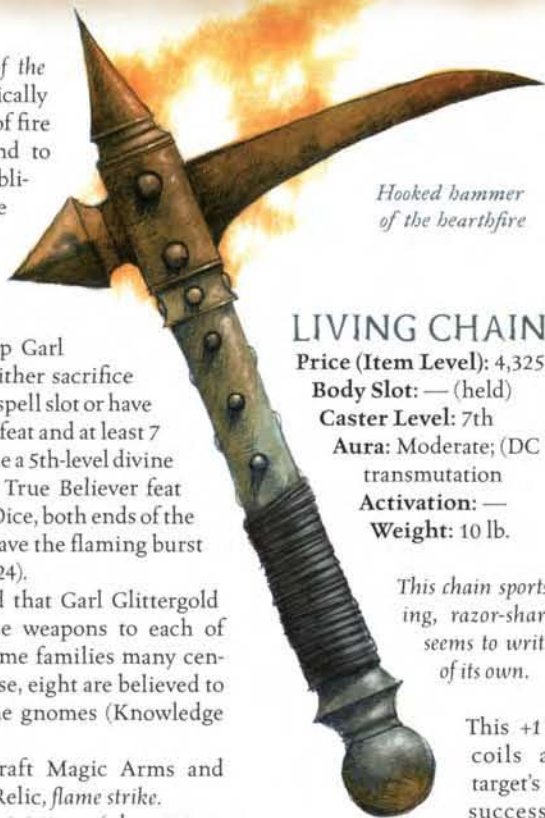 f the
ically
of fire
nd to
bli-
e
p Garl
ither sacrifice
spell slot or have
feat and at least 7
e a 5th-level divine
True Believer feat
Dice, both ends of the
ave the flaming burst
24).
d that Garl Glittergold
e weapons to each of
me families many cen-
se, eight are believed to
e gnomes (Knowledge
raft Magic Arms and
Relic, flame strike.
Hooked hammer
of the hearthfire
LIVING CHAIN
Price (Item Level): 4,325
Body Slot: — (held)
Caster Level: 7th
Aura: Moderate; (DC
transmutation
Activation: —
Weight: 10 lb.
This chain sports
ing, razor-shar
seems to writ
of its own.
This +1
coils a
target's
success